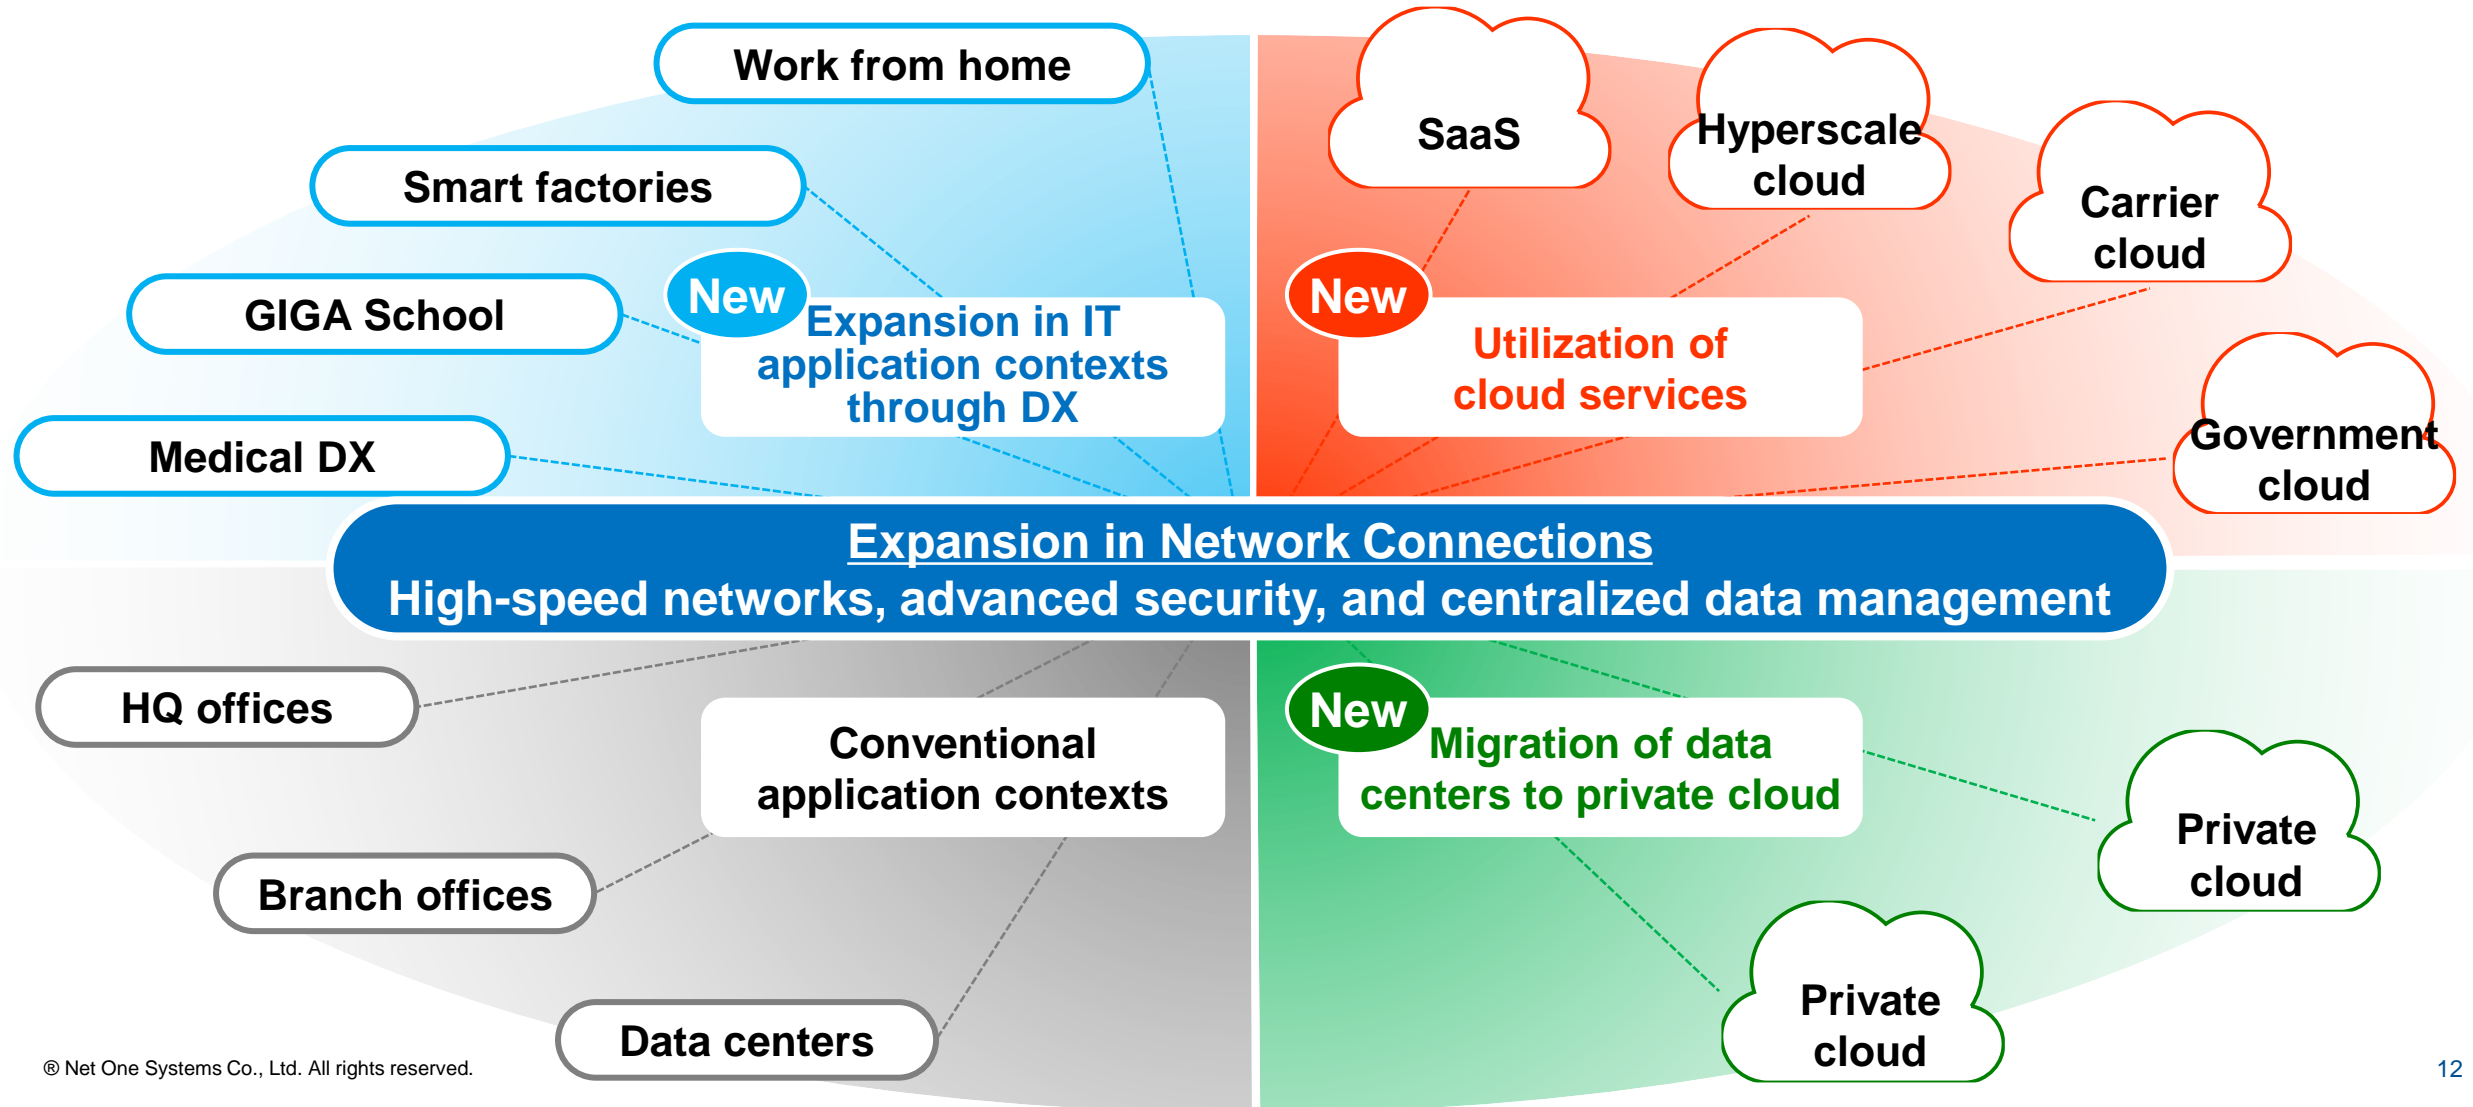 Work from home
Smart factories
GIGA School
Medical DX
New
Expansion in IT
application contexts
through DX
SaaS
Hyperscale
cloud
Carrier
cloud
Government
cloud
New
Utilization of
cloud services
Expansion in Network Connections
High-speed networks, advanced security, and centralized data management
HQ offices
Branch offices
Data centers
Conventional
application contexts
New
Migration of data
centers to private cloud
Private
cloud
Private
cloud
® Net One Systems Co., Ltd. All rights reserved.
12